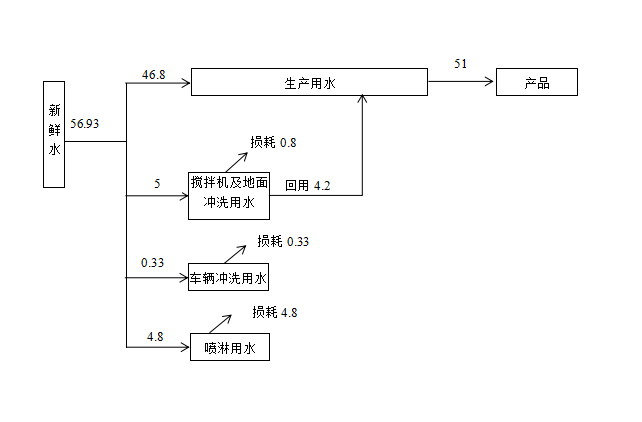 51
46.8
生产用水
产品
新
鲜
水
56.93
损耗 0.8
5
搅拌机及地面
冲洗用水
回用 4.2
损耗 0.33
0.33
车辆冲洗用水
损耗 4.8
4.8
喷淋用水